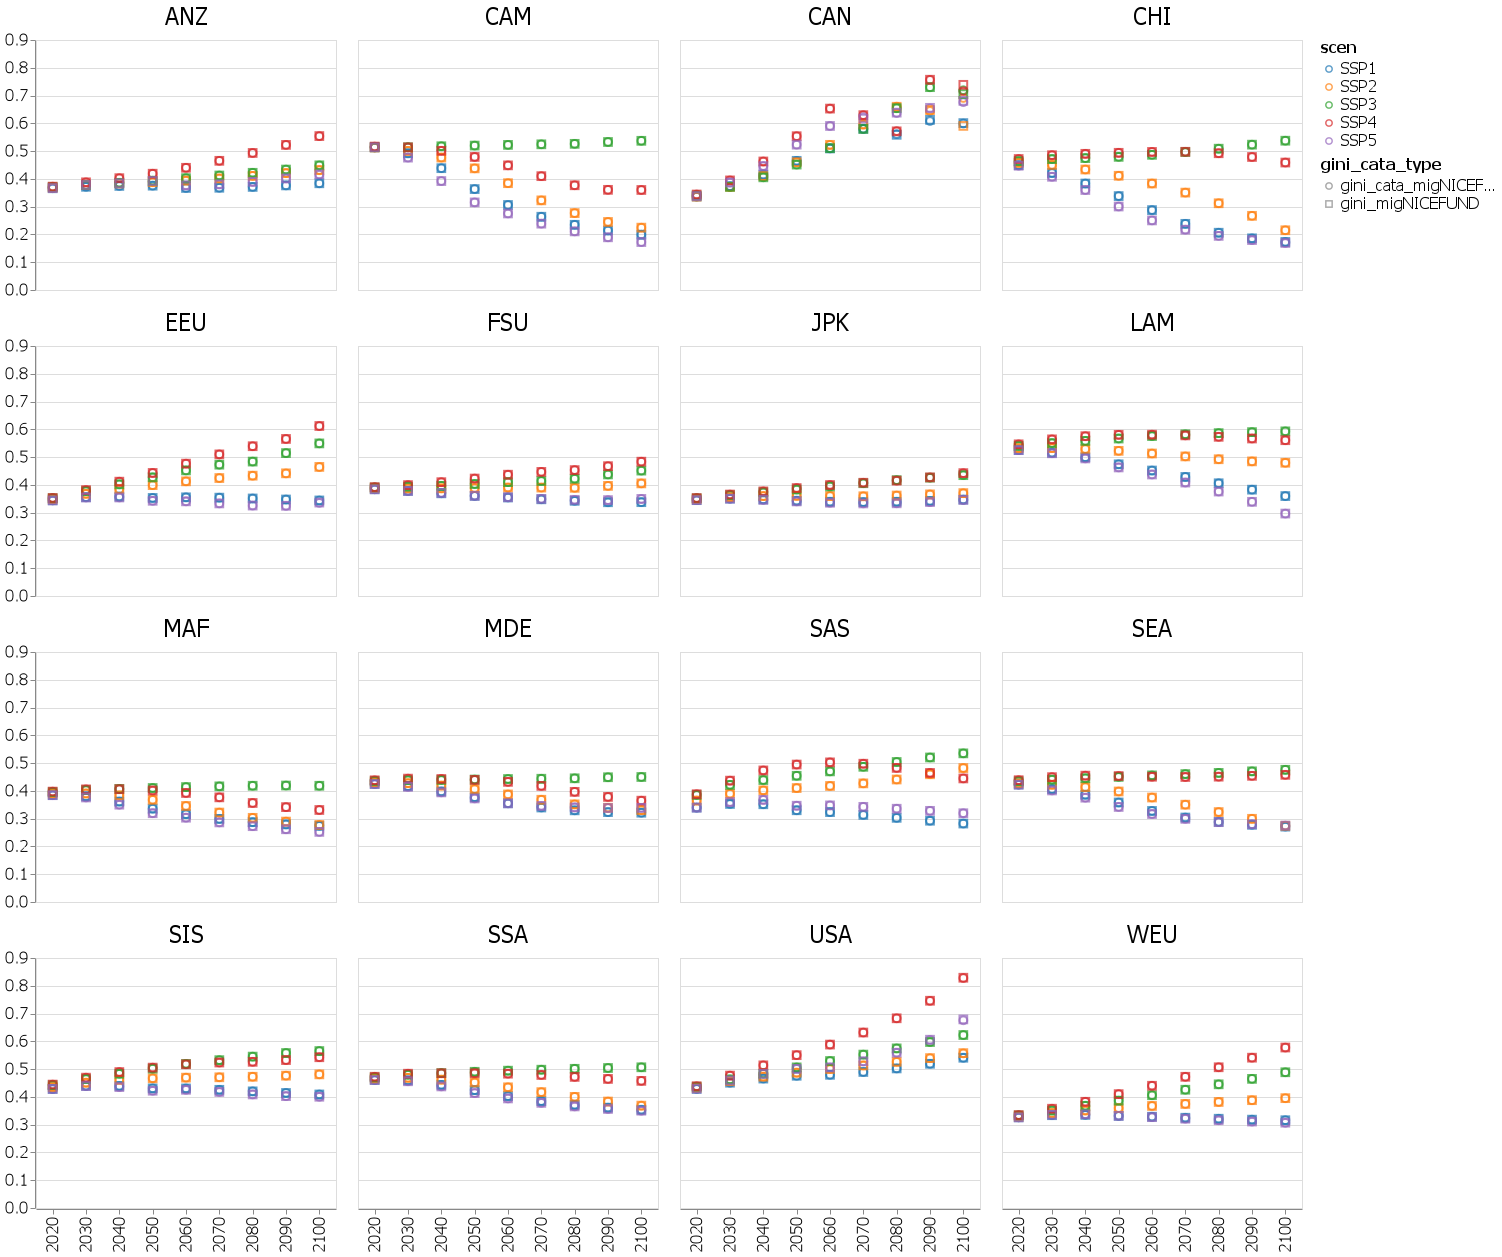 ANZ CAM CAN CHI
0.9
0.8
0.7
0.6
0.5
0.4
0.3
0.2
0.1
0.0
scen
SSP1
SSP2
SSP3
SSP4
SSP5
gini_cata_type
gini_cata_migNICEF...
gini_migNICEFUND
EEU FSU JPK LAM
0.9
0.8
0.7
0.6
0.5
0.4
0.3
0.2
0.1
0.0
MAF MDE SAS SEA
0.9
0.8
0.7
0.6
0.5
0.4
0.3
0.2
0.1
0.0
SIS SSA USA WEU
0.9
0.8
0.7
0.6
0.5
0.4
0.3
0.2
0.1
0.0
2020 2030 2040 2050 2060 2070 2080 2090 2100 2020 2030 2040 2050 2060 2070 2080 2090 2100 2020 2030 2040 2050 2060 2070 2080 2090 2100 2020 2030 2040 2050 2060 2070 2080 2090 2100